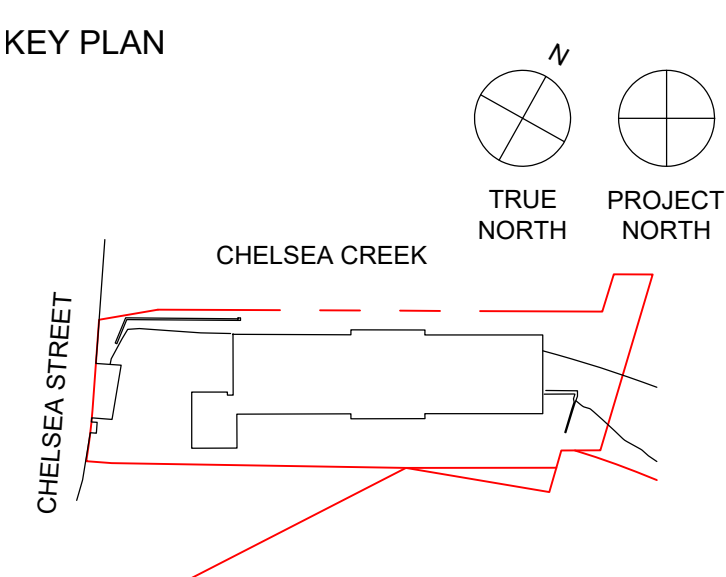 KEY PLAN
N
TRUE
NORTH
PROJECT
NORTH
CHELSEA CREEK
CHELSEA STREET